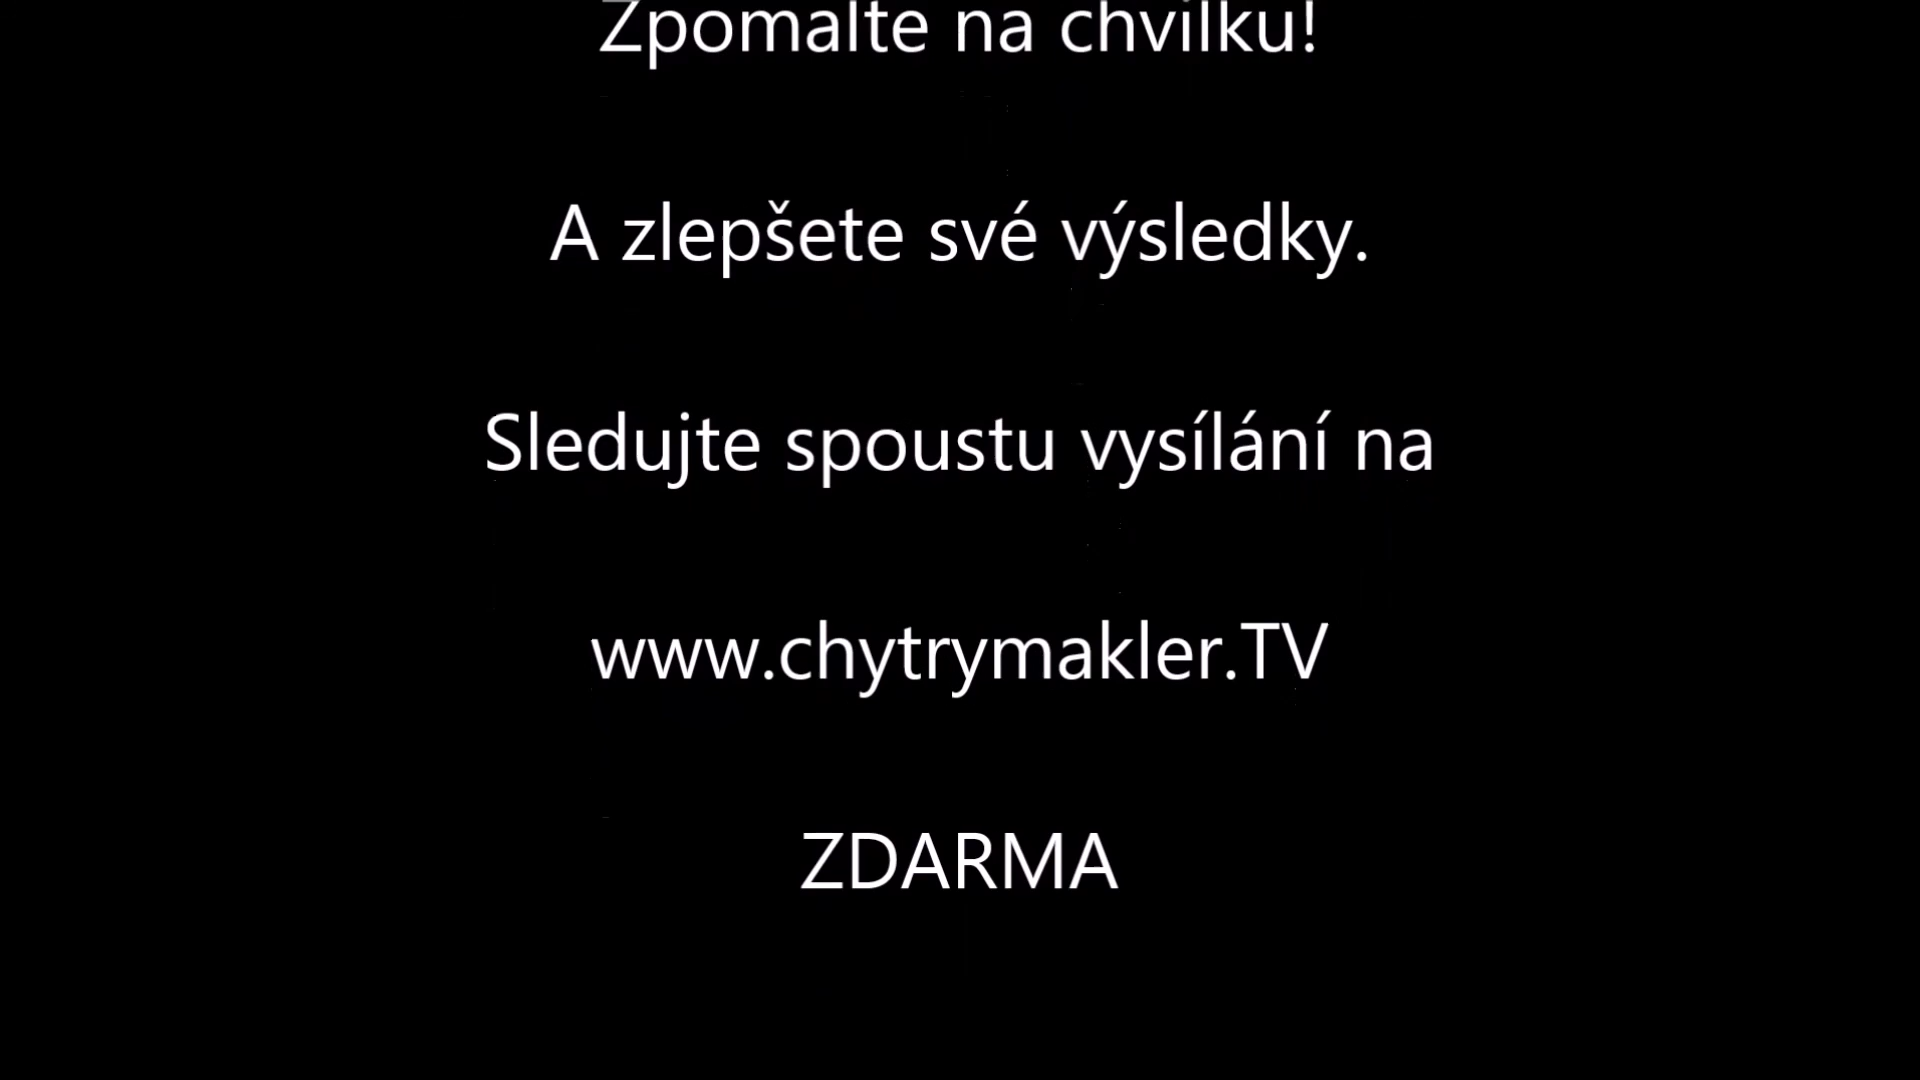 Zpomalte na chvilku!
A zlepšete své výsledky.
Sledujte spoustu vysílání na
www.chytrymakler.TV
ZDARMA